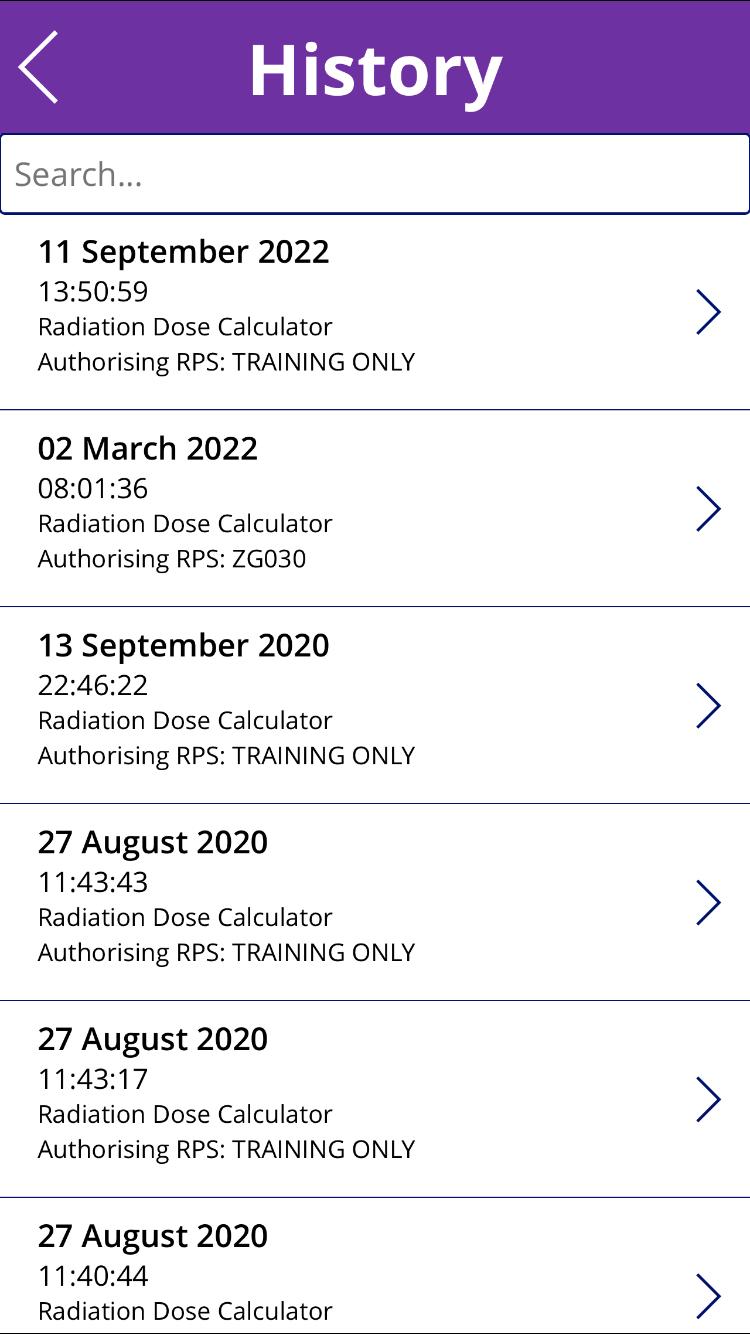 History
Search...
11 September 2022
13:50:59
Radiation Dose Calculator
Authorising RPS: TRAINING ONLY
02 March 2022
08:01:36
Radiation Dose Calculator
Authorising RPS: ZG030
13 September 2020
22:46:22
Radiation Dose Calculator
Authorising RPS: TRAINING ONLY
27 August 2020
11:43:43
Radiation Dose Calculator
Authorising RPS: TRAINING ONLY
27 August 2020
11:43:17
Radiation Dose Calculator
Authorising RPS: TRAINING ONLY
27 August 2020
11:40:44
Radiation Dose Calculator